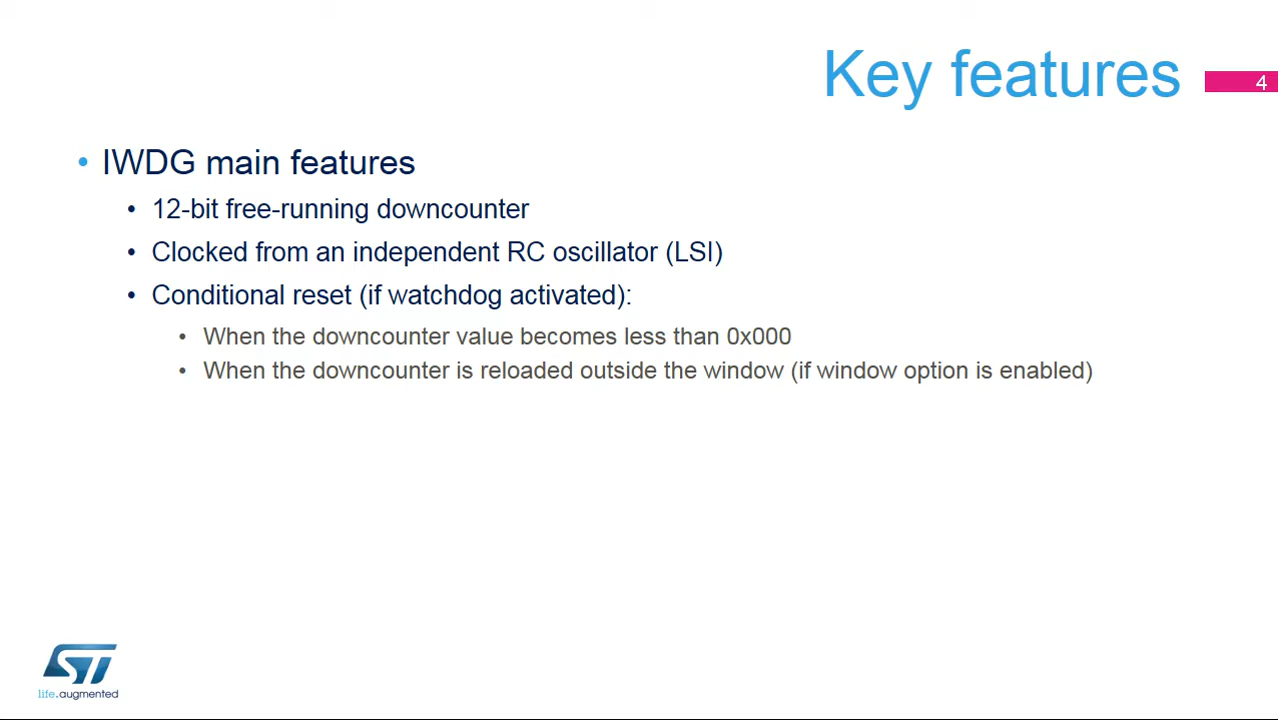 Key features
4
• IWDG main features
• 12-bit free-running downcounter
• Clocked from an independent RC oscillator (LSI)
• Conditional reset (if watchdog activated):
• When the downcounter value becomes less than 0x000
• When the downcounter is reloaded outside the window (if window option is enabled)
ST
life.augmented